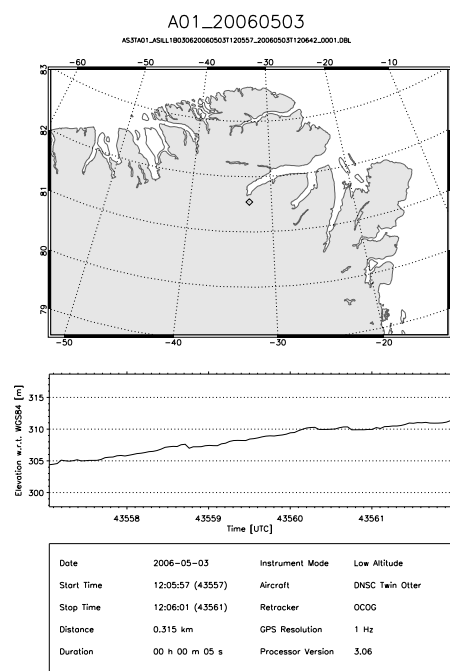 A01_20060503
AS3TA01_ASILL1B030620060503T120557_20060503T120642_0001.DBL
-60 -50 -40 -30 -20 -10
83
82
81
80
79
-50 -40 -30 -20
Elevation w.r.t. WGS84 [m]
315
310
305
300
43558 43559 43560 43561
Time [UTC]
Date 2006-05-03 Instrument Mode Low Altitude
Start Time 12:05:57 (43557) Aircraft DNSC Twin Otter
Stop Time 12:06:01 (43561) Retracker OCOG
Distance 0.315 km GPS Resolution 1 Hz
Duration 00 h 00 m 05 s Processor Version 3.06